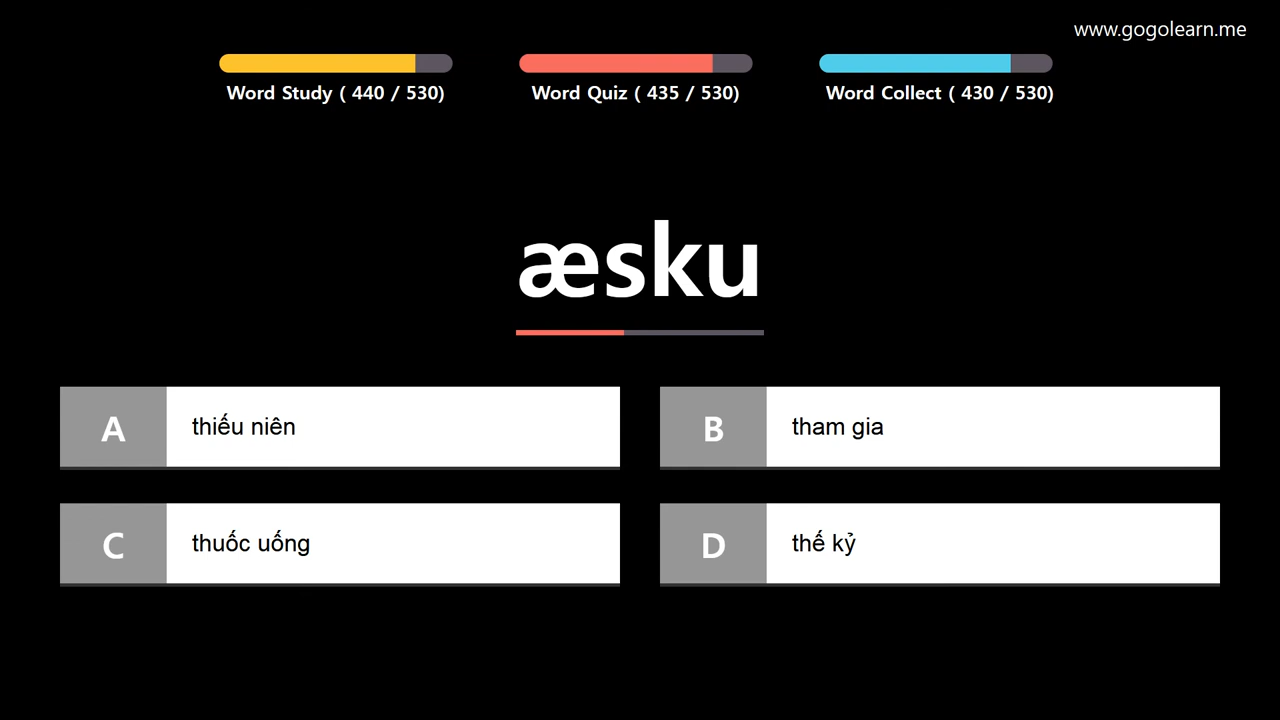 www.gogolearn.me
Word Study ( 440 / 530)
Word Quiz ( 435 / 530)
Word Collect ( 430 / 530)
æsku
A
thiếu niên
B
tham gia
C
thuốc uống
D
thế kỷ